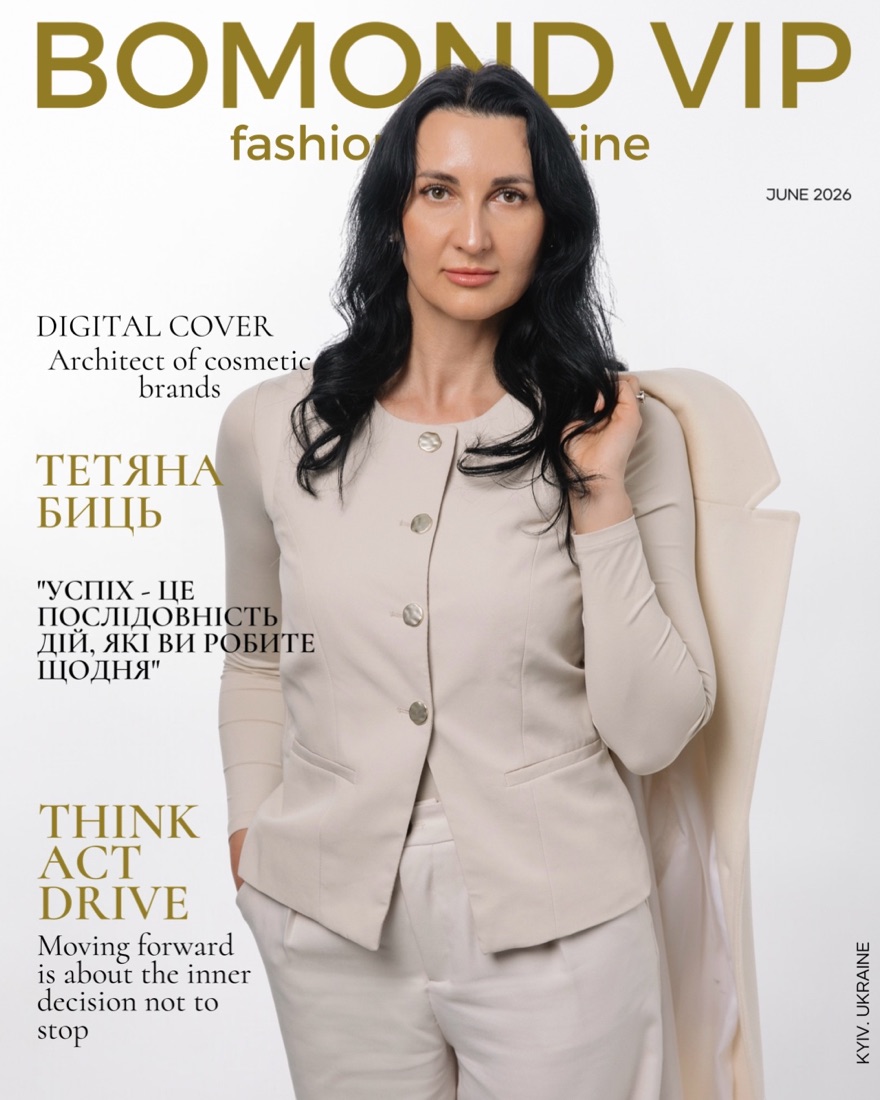 BOMOND VIP
JUNE 2026
DIGITAL COVER
Architect of cosmetic
brands
ТЕТЯНА
БИЦЬ
"УСПІХ - ЦЕ
ПОСЛІДОВНІСТЬ
ДІЙ, ЯКІ ВИ РОБИТЕ
ЩОДНЯ"
THINK
ACT
DRIVE
Moving forward
is about the inner
decision not to
stop
KYIV. UKRAINE